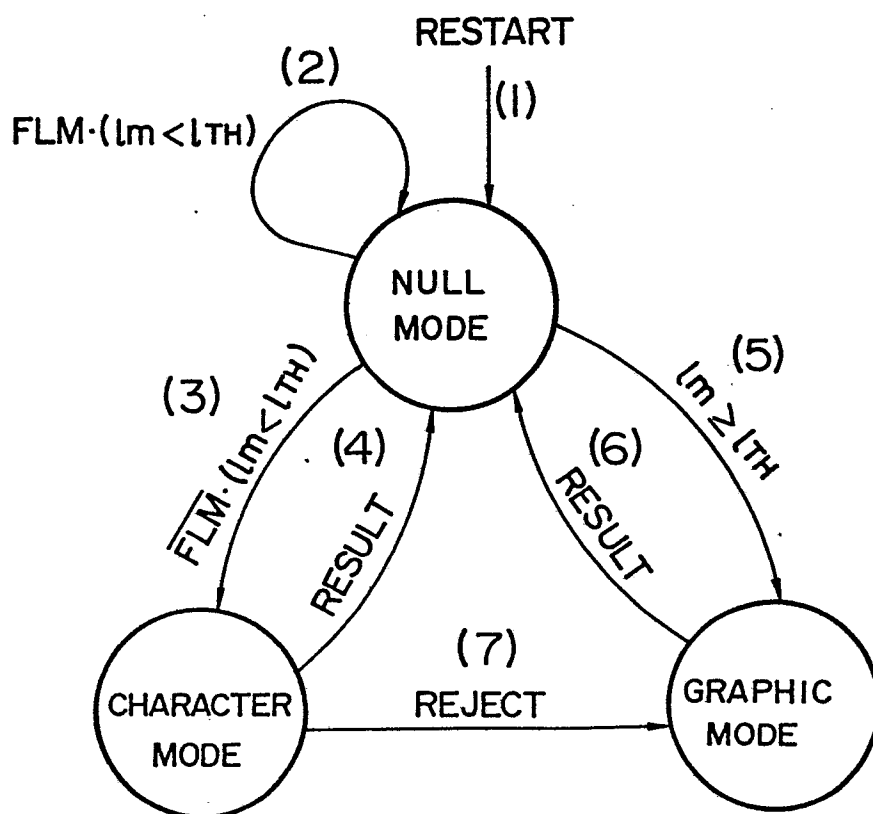 RESTART
(1)
(2)
FLM·(lm<lTH)
NULL
MODE
(3)
F̅L̅M̅·(lm<lTH)
(4)
RESULT
(5)
lm≥lTH
(6)
RESULT
(7)
REJECT
CHARACTER
MODE
GRAPHIC
MODE